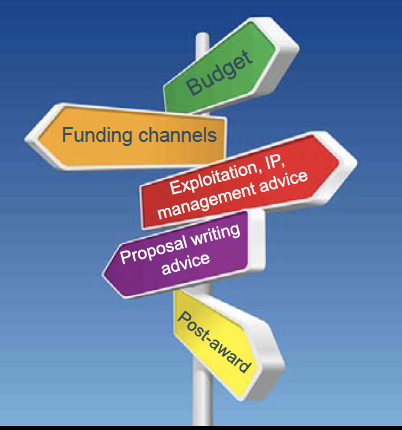 Budget
Funding channels
Exploitation, IP,
management advice
Proposal writing
advice
Post-award